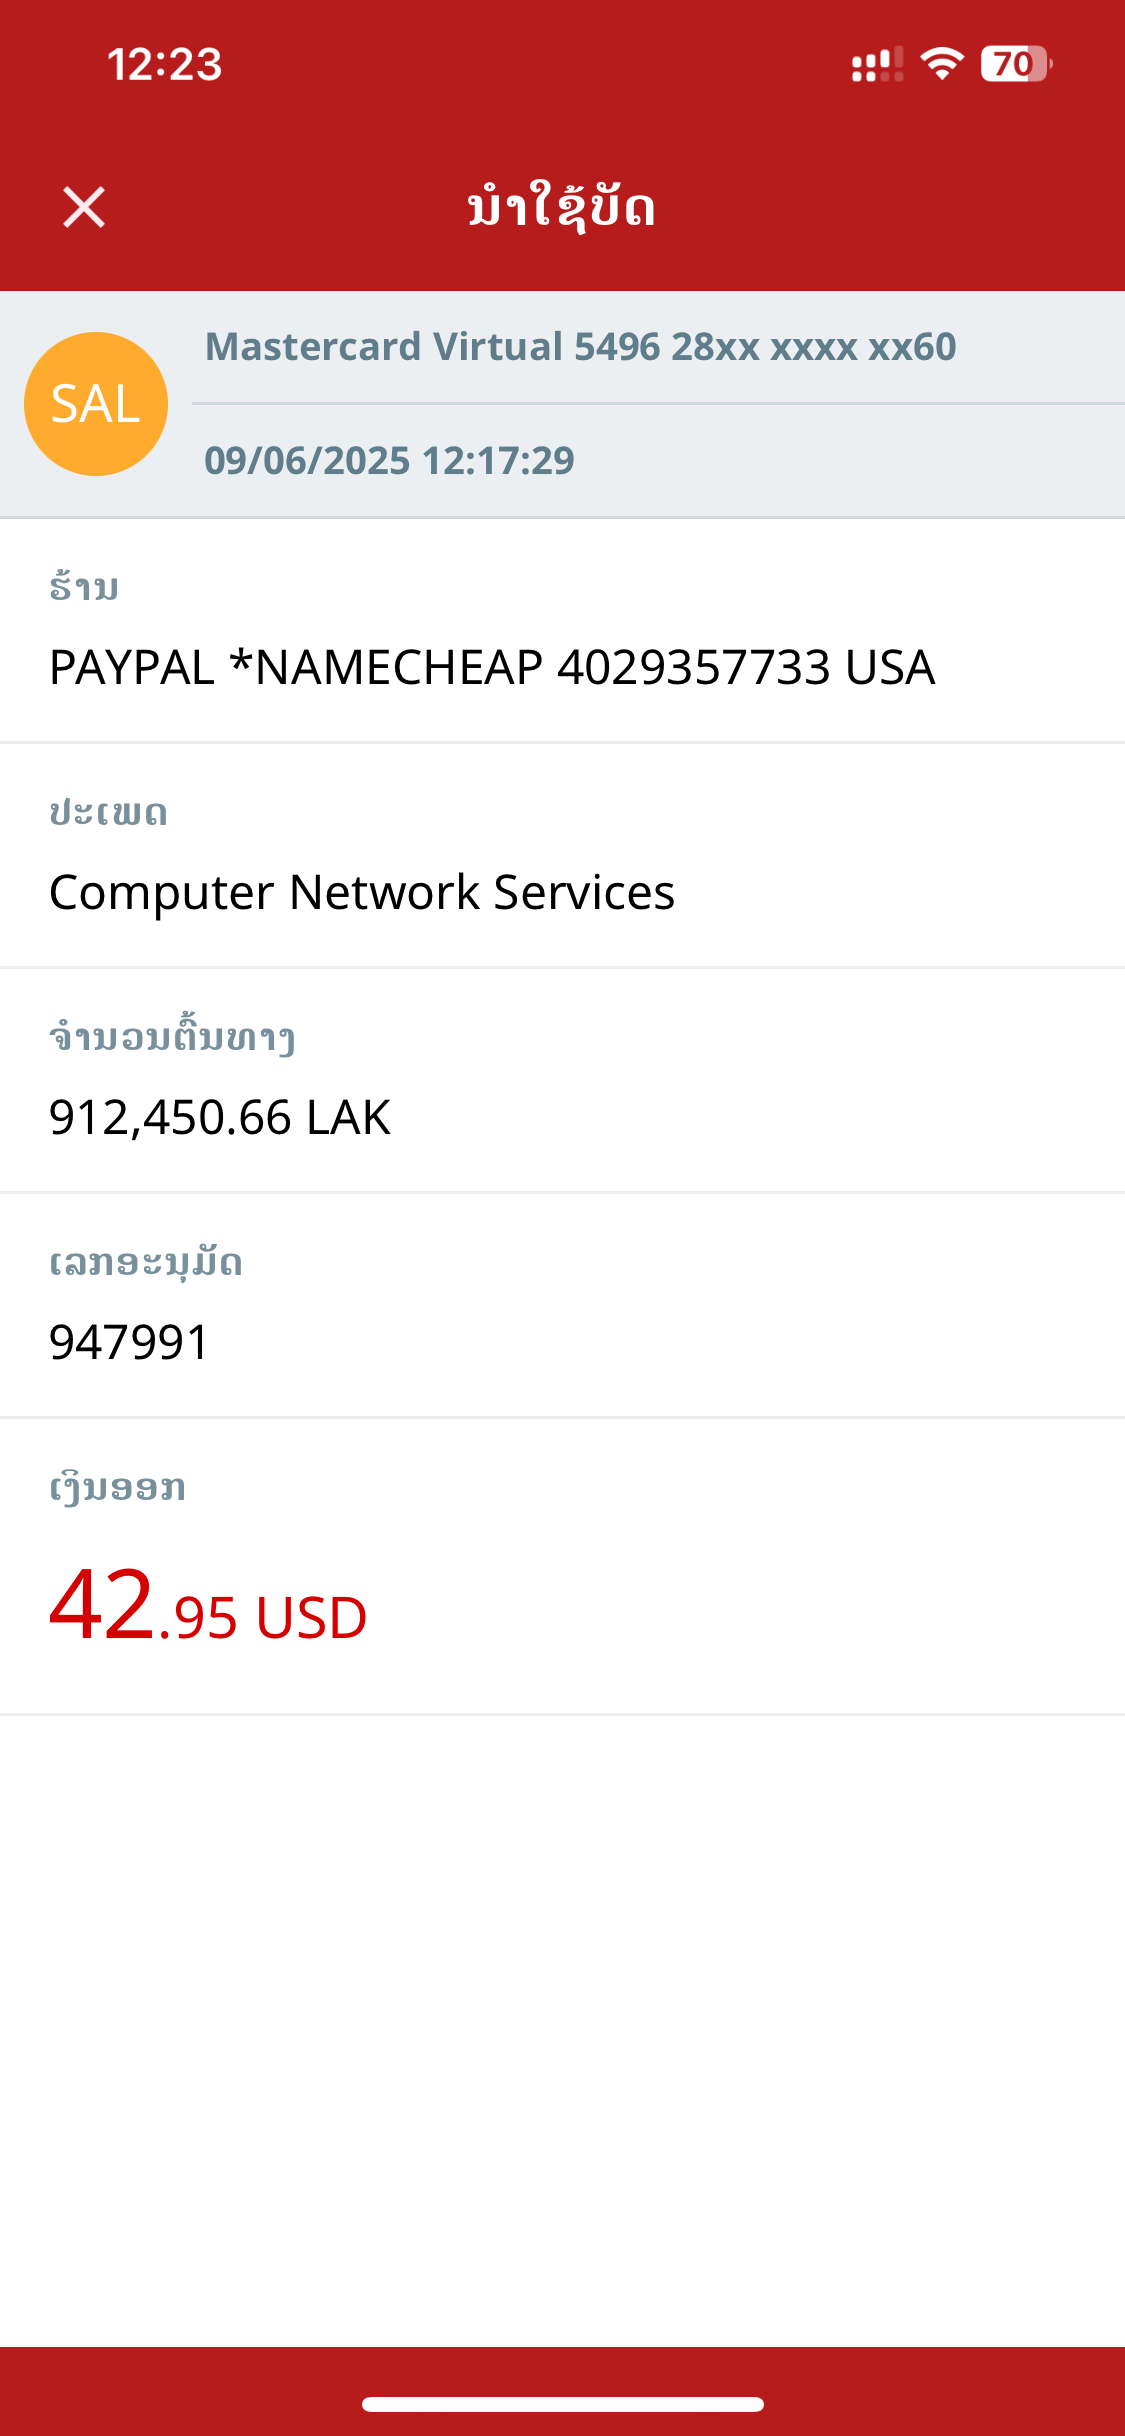 12:23
70
ນຳໃຊ້ບັດ
SAL
Mastercard Virtual 5496 28xx xxxx xx60
09/06/2025 12:17:29
ຮ້ານ
PAYPAL *NAMECHEAP 4029357733 USA
ປະເພດ
Computer Network Services
ຈຳນວນຕົ້ນທາງ
912,450.66 LAK
ເລກອະນຸມັດ
947991
ເງິນອອກ
42.95 USD